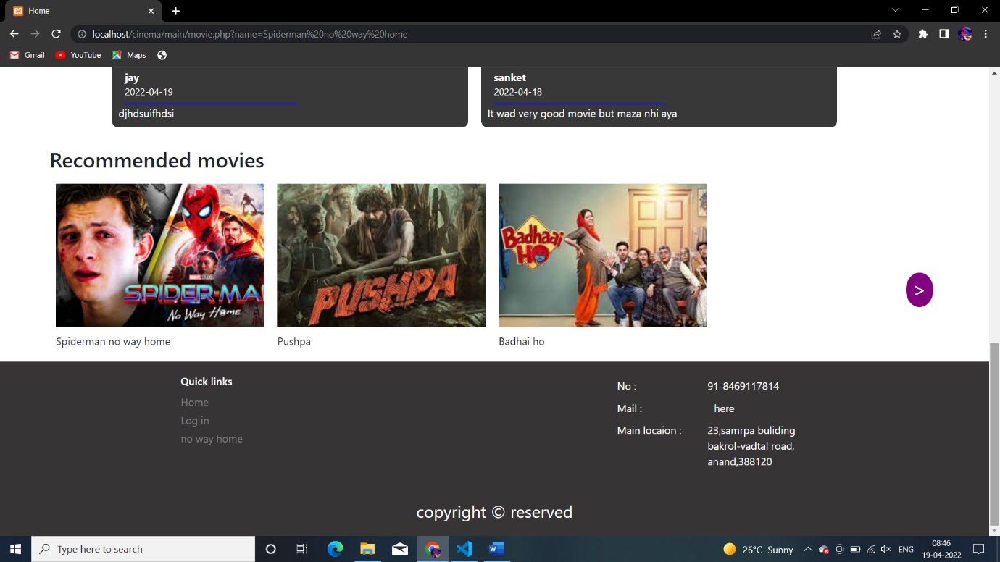 Home
localhost/cinema/main/movie.php?name=Spiderman%20no%20way%20home
Gmail YouTube Maps
jay
2022-04-19
djhdsuifhdsi
sanket
2022-04-18
It wad very good movie but maza nhi aya
Recommended movies
MARVEL STUDIOS
SPIDER-MA
NO WAY HOME
PUSHPA
Badhaai
HO
>
Spiderman no way home
Pushpa
Badhai ho
Quick links
Home
Log in
no way home
No : 91-8469117814
Mail : here
Main locaion : 23,samrpa buliding
bakrol-vadtal road,
anand,388120
copyright © reserved
Type here to search
26°C Sunny
ENG
08:46
19-04-2022